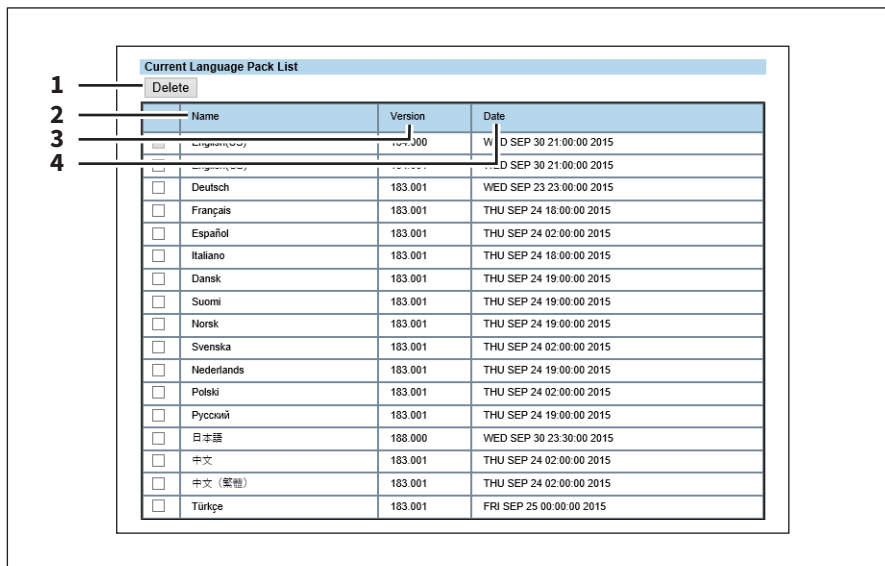 Current Language Pack List
1 Delete
2 Name Version Date
3 English(US) WED SEP 30 21:00:00 2015
4 WED SEP 30 21:00:00 2015
Deutsch 183.001 WED SEP 23 23:00:00 2015
Français 183.001 THU SEP 24 18:00:00 2015
Español 183.001 THU SEP 24 02:00:00 2015
Italiano 183.001 THU SEP 24 18:00:00 2015
Dansk 183.001 THU SEP 24 19:00:00 2015
Suomi 183.001 THU SEP 24 19:00:00 2015
Norsk 183.001 THU SEP 24 19:00:00 2015
Svenska 183.001 THU SEP 24 02:00:00 2015
Nederlands 183.001 THU SEP 24 19:00:00 2015
Polski 183.001 THU SEP 24 02:00:00 2015
Русский 183.001 THU SEP 24 19:00:00 2015
日本語 188.000 WED SEP 30 23:30:00 2015
中文 183.001 THU SEP 24 02:00:00 2015
中文（繁體） 183.001 THU SEP 24 02:00:00 2015
Türkçe 183.001 FRI SEP 25 00:00:00 2015